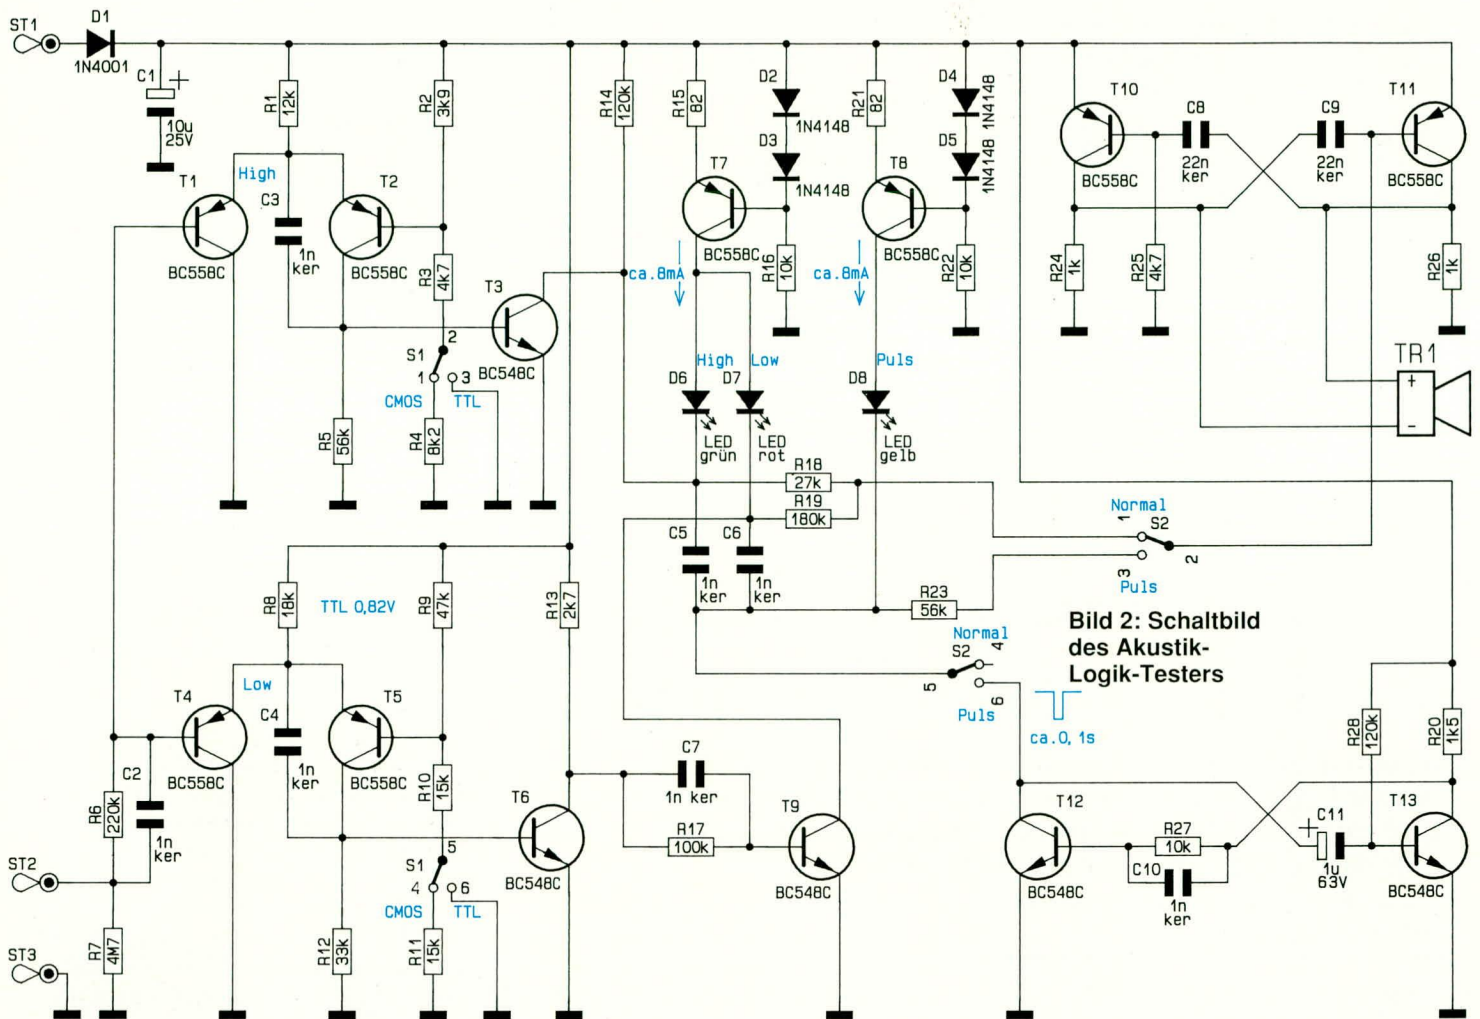 ST1
D1
1N4001
C1
+
10u
25V
R1
12k
R2
3k9
R14
120k
R15
82
D2
1N4148
D3
1N4148
R21
82
D4
1N4148
D5
1N4148
T10
BC558C
C8
22n
ker
C9
22n
ker
T11
BC558C
T1
BC558C
High
C3
1n
ker
T2
BC558C
R3
4k7
T3
BC548C
T7
BC558C
ca.8mA
R16
10k
T8
BC558C
ca.8mA
R22
10k
R24
1k
R25
4k7
R26
1k
S1
2
1
3
CMOS
TTL
R5
56k
R4
8k2
High
Low
Puls
D6
LED
grün
D7
LED
rot
D8
LED
gelb
TR1
+
-
R18
27k
R19
180k
Normal
1
S2
2
3
Puls
C5
1n
ker
C6
1n
ker
R23
56k
R8
18k
TTL 0,82V
R9
47k
R13
2k7
Normal
S2
4
5
6
Puls
ca.0,1s
Bild 2: Schaltbild
des Akustik-
Logik-Testers
T4
BC558C
Low
C4
1n
ker
T5
BC558C
R10
15k
T6
BC548C
C7
1n ker
R17
100k
T9
BC548C
T12
BC548C
R27
10k
C10
1n
ker
+
C11
1u
63V
R28
120k
R20
1k5
T13
BC548C
C2
1n
ker
R6
220k
ST2
R7
4M7
ST3
R12
33k
S1
5
4
6
CMOS
TTL
R11
15k